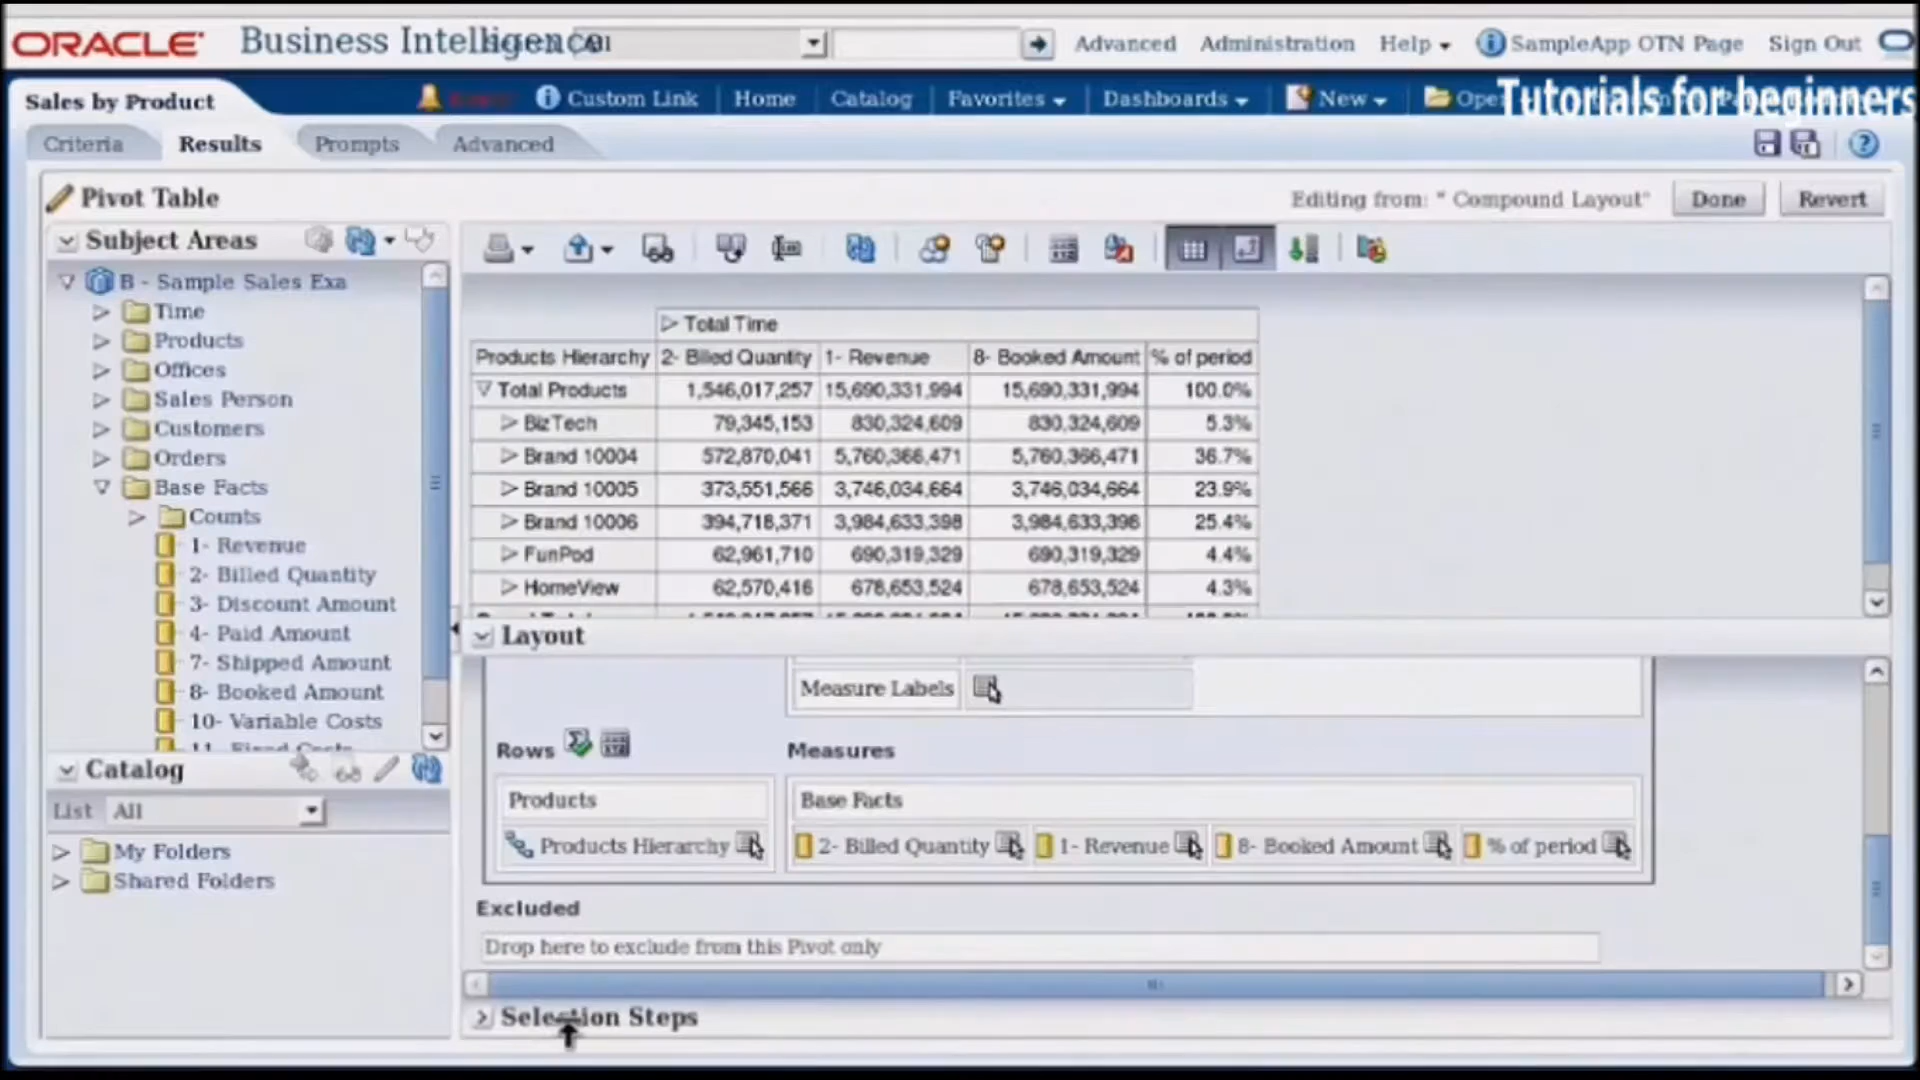 ORACLE Business Intelligence All Advanced Administration Help SampleApp OTN Page Sign Out
Tutorials for beginners
Sales by Product Custom Link Home Catalog Favorites Dashboards New
Criteria Results Prompts Advanced
Pivot Table Editing from: " Compound Layout" Done Revert
Subject Areas
B - Sample Sales Exa
Time
Products
Offices
Sales Person
Customers
Orders
Base Facts
Counts
1- Revenue
2- Billed Quantity
3- Discount Amount
4- Paid Amount
7- Shipped Amount
8- Booked Amount
10- Variable Costs
11- Fixed Costs
Catalog
List All
My Folders
Shared Folders
Total Time
Products Hierarchy 2- Billed Quantity 1- Revenue 8- Booked Amount % of period
Total Products 1,546,017,257 15,690,331,994 15,690,331,994 100.0%
BizTech 79,345,153 830,324,609 830,324,609 5.3%
Brand 10004 572,870,041 5,760,366,471 5,760,366,471 36.7%
Brand 10005 373,551,566 3,746,034,664 3,746,034,664 23.9%
Brand 10006 394,718,371 3,984,633,398 3,984,633,398 25.4%
FunPod 62,961,710 690,319,329 690,319,329 4.4%
HomeView 62,570,416 678,653,524 678,653,524 4.3%
Layout
Measure Labels
Rows Measures
Products Base Facts
Products Hierarchy 2- Billed Quantity 1- Revenue 8- Booked Amount % of period
Excluded
Drop here to exclude from this Pivot only
Selection Steps